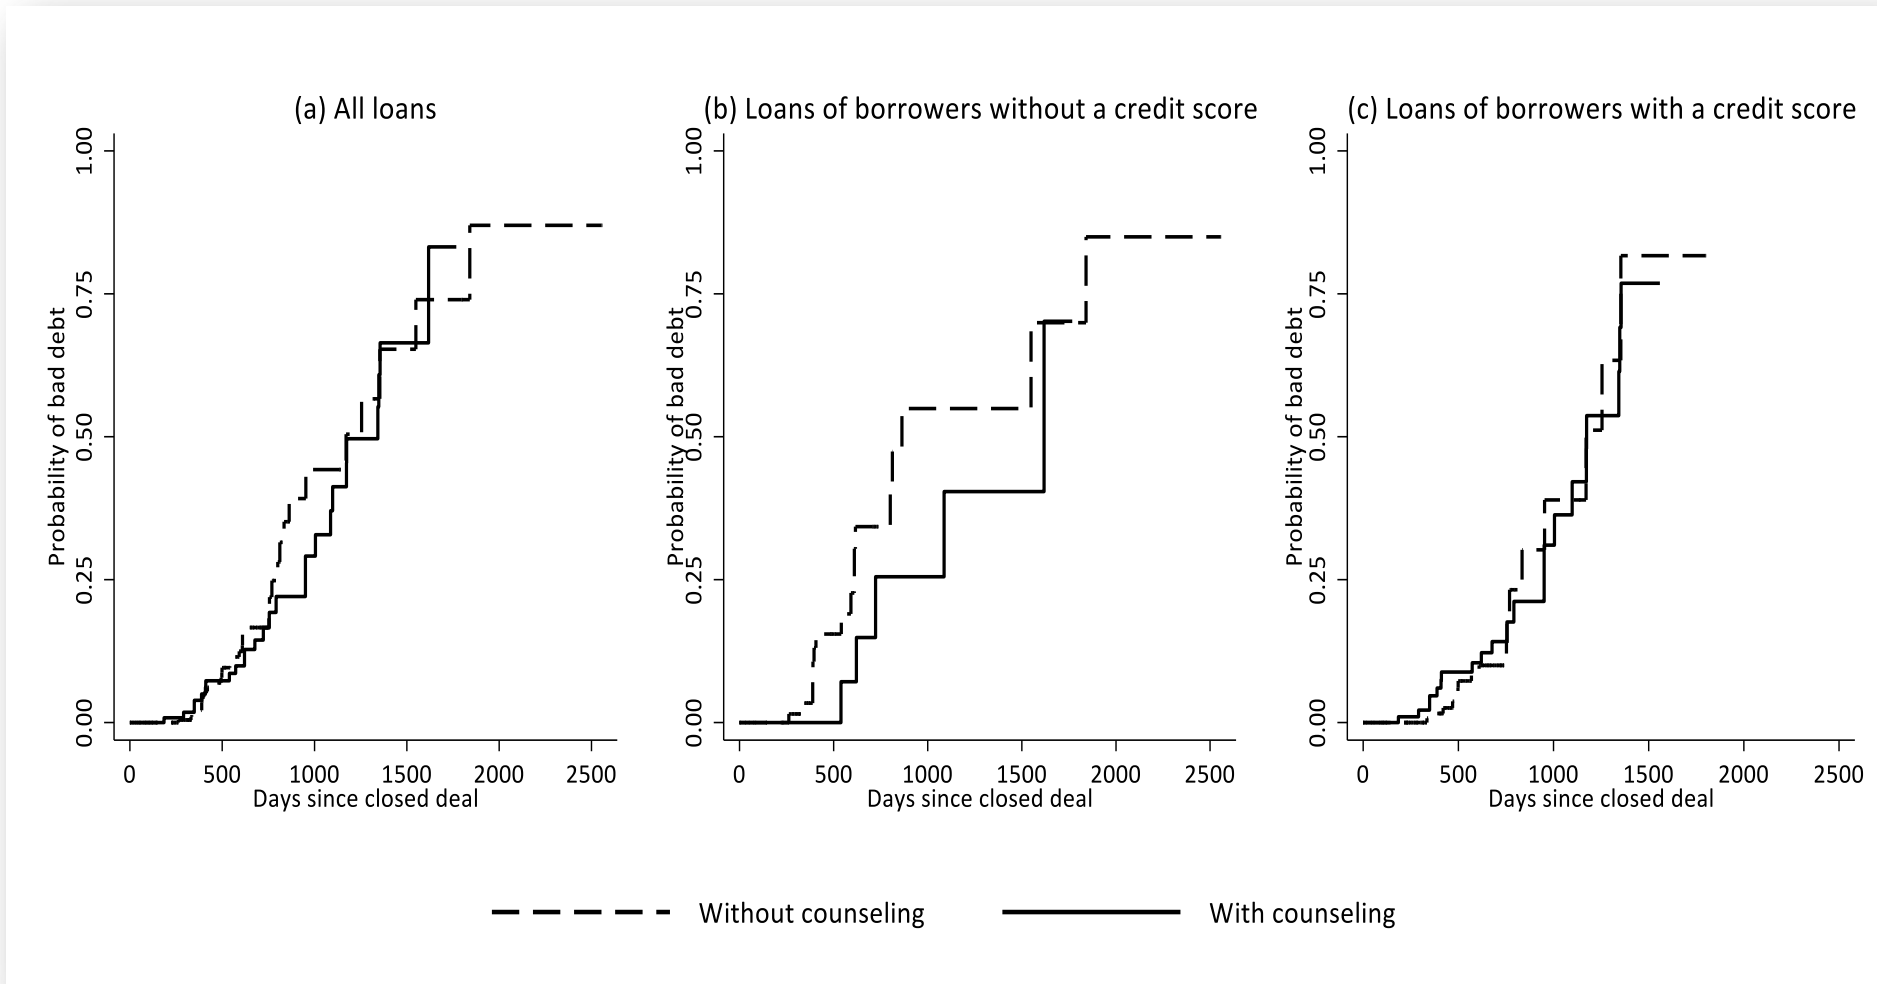 (a) All loans
1.00
0.75
0.50
0.25
0.00
Probability of bad debt
0 500 1000 1500 2000 2500
Days since closed deal
(b) Loans of borrowers without a credit score
1.00
0.75
0.50
0.25
0.00
Probability of bad debt
0 500 1000 1500 2000 2500
Days since closed deal
(c) Loans of borrowers with a credit score
1.00
0.75
0.50
0.25
0.00
Probability of bad debt
0 500 1000 1500 2000 2500
Days since closed deal
Without counseling With counseling